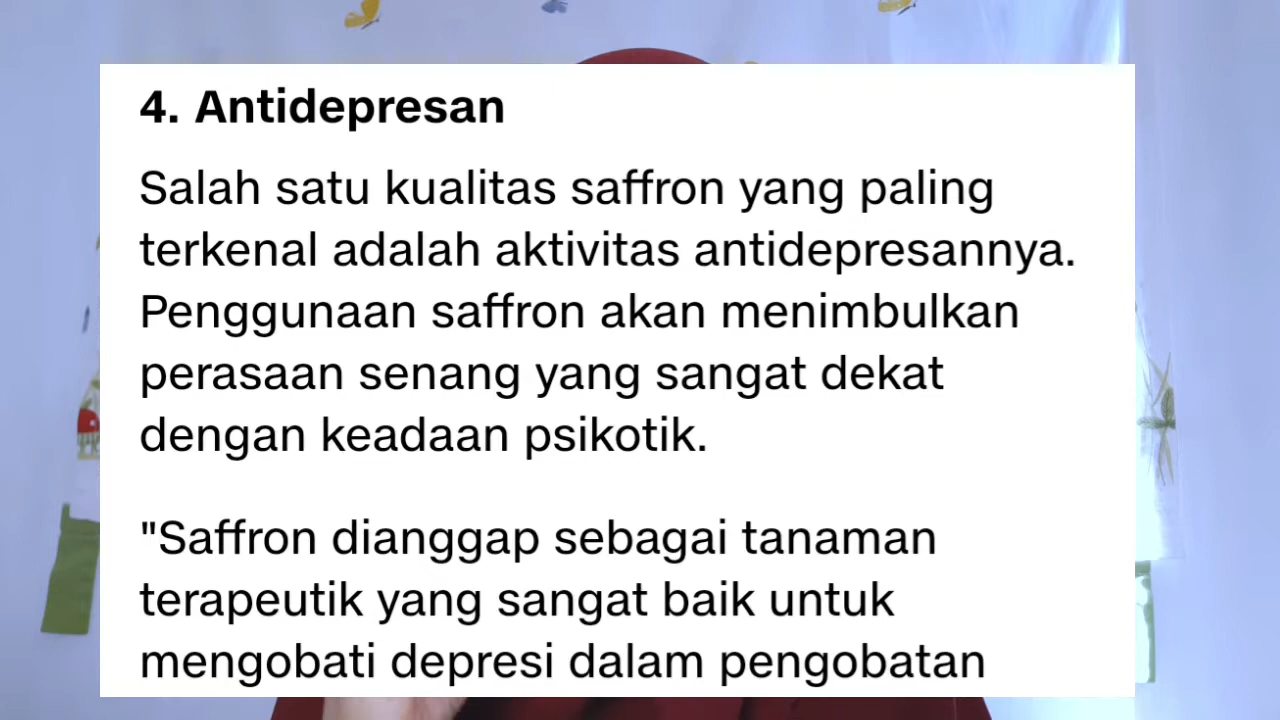 4. Antidepresan
Salah satu kualitas saffron yang paling
terkenal adalah aktivitas antidepresannya.
Penggunaan saffron akan menimbulkan
perasaan senang yang sangat dekat
dengan keadaan psikotik.
"Saffron dianggap sebagai tanaman
terapeutik yang sangat baik untuk
mengobati depresi dalam pengobatan